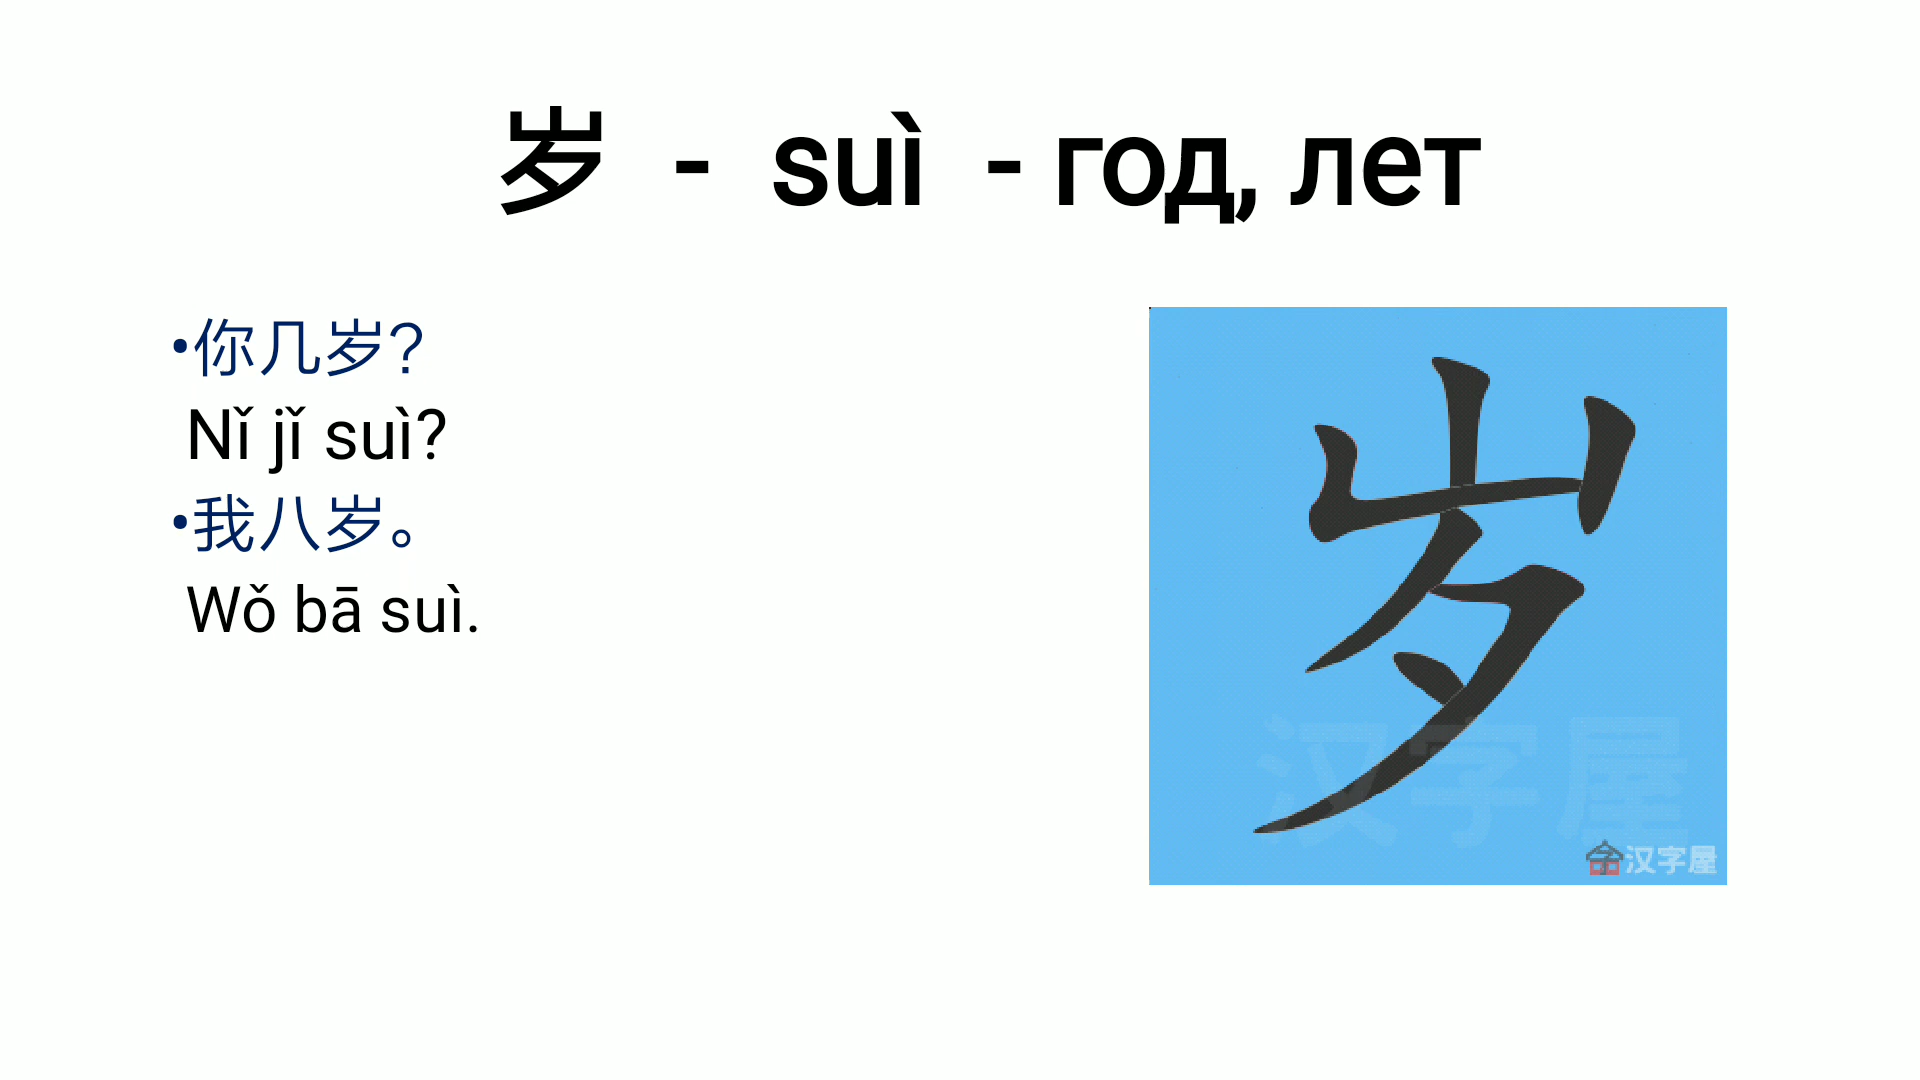 岁 - suì - год, лет
•你几岁?
Nǐ jǐ suì?
•我八岁。
Wǒ bā suì.
岁
汉字屋
汉字屋